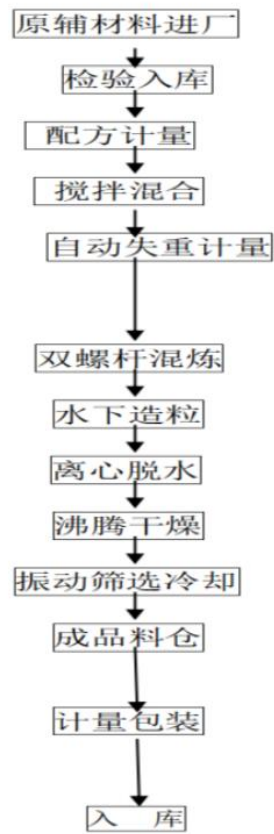 原辅材料进厂
检验入库
配方计量
搅拌混合
自动失重计量
双螺杆混炼
水下造粒
离心脱水
沸腾干燥
振动筛选冷却
成品料仓
计量包装
入 库